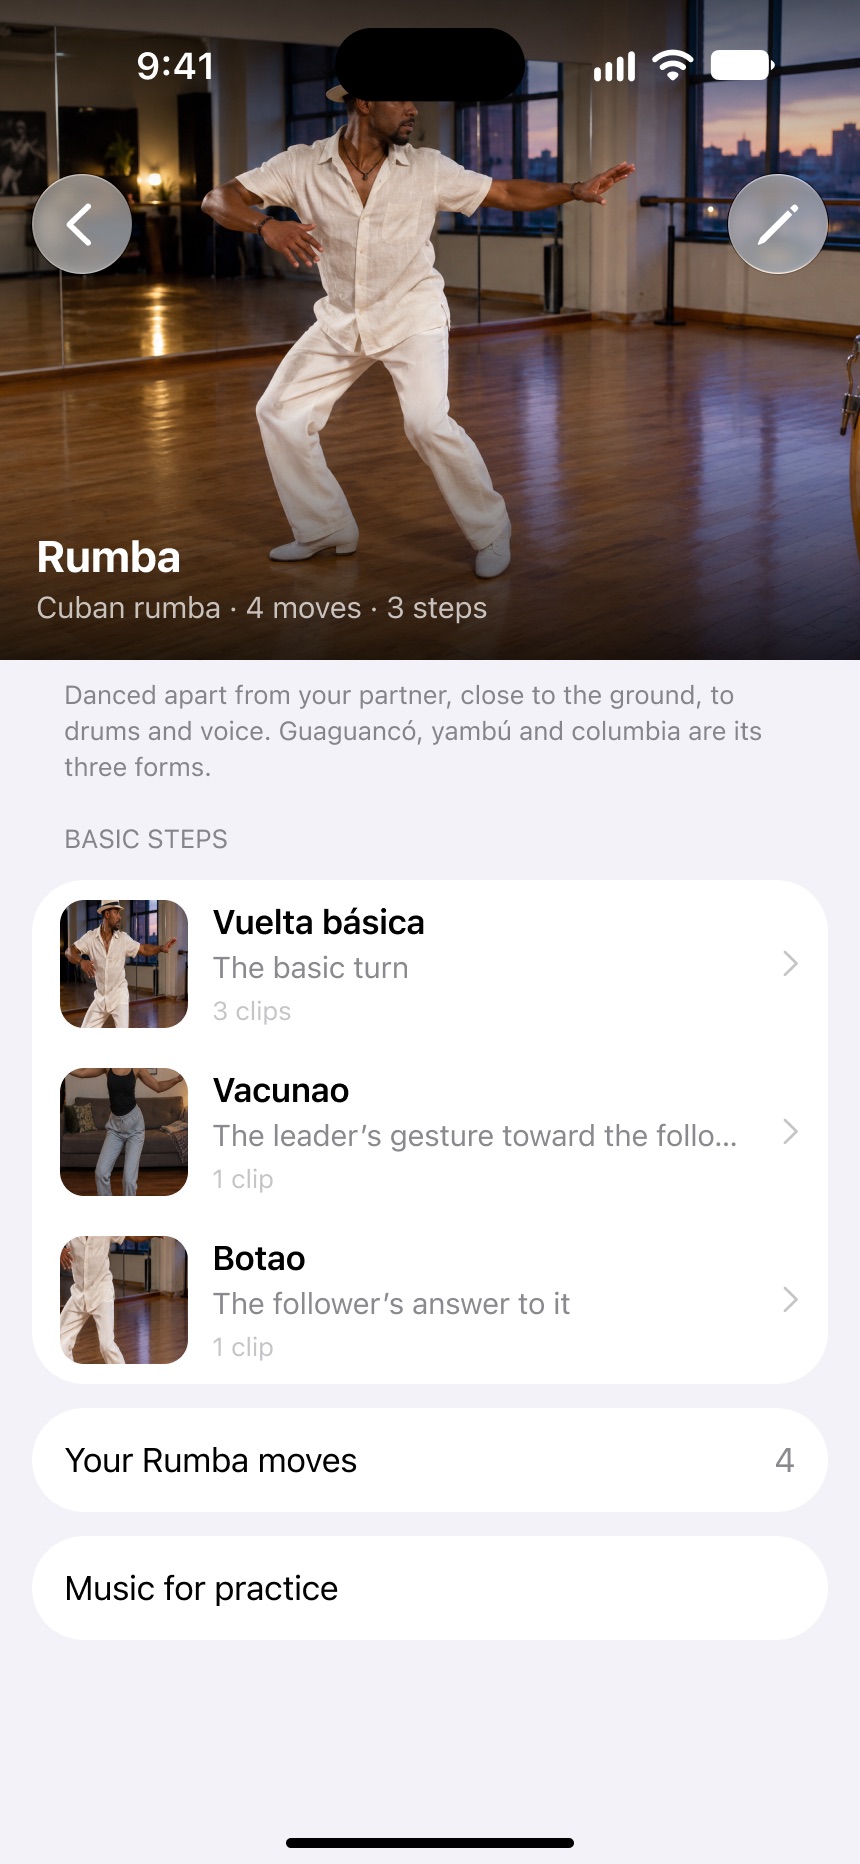 9:41
Rumba
Cuban rumba · 4 moves · 3 steps
Danced apart from your partner, close to the ground, to
drums and voice. Guaguancó, yambú and columbia are its
three forms.
BASIC STEPS
Vuelta básica
The basic turn
3 clips
Vacunao
The leader’s gesture toward the follo...
1 clip
Botao
The follower’s answer to it
1 clip
Your Rumba moves 4
Music for practice